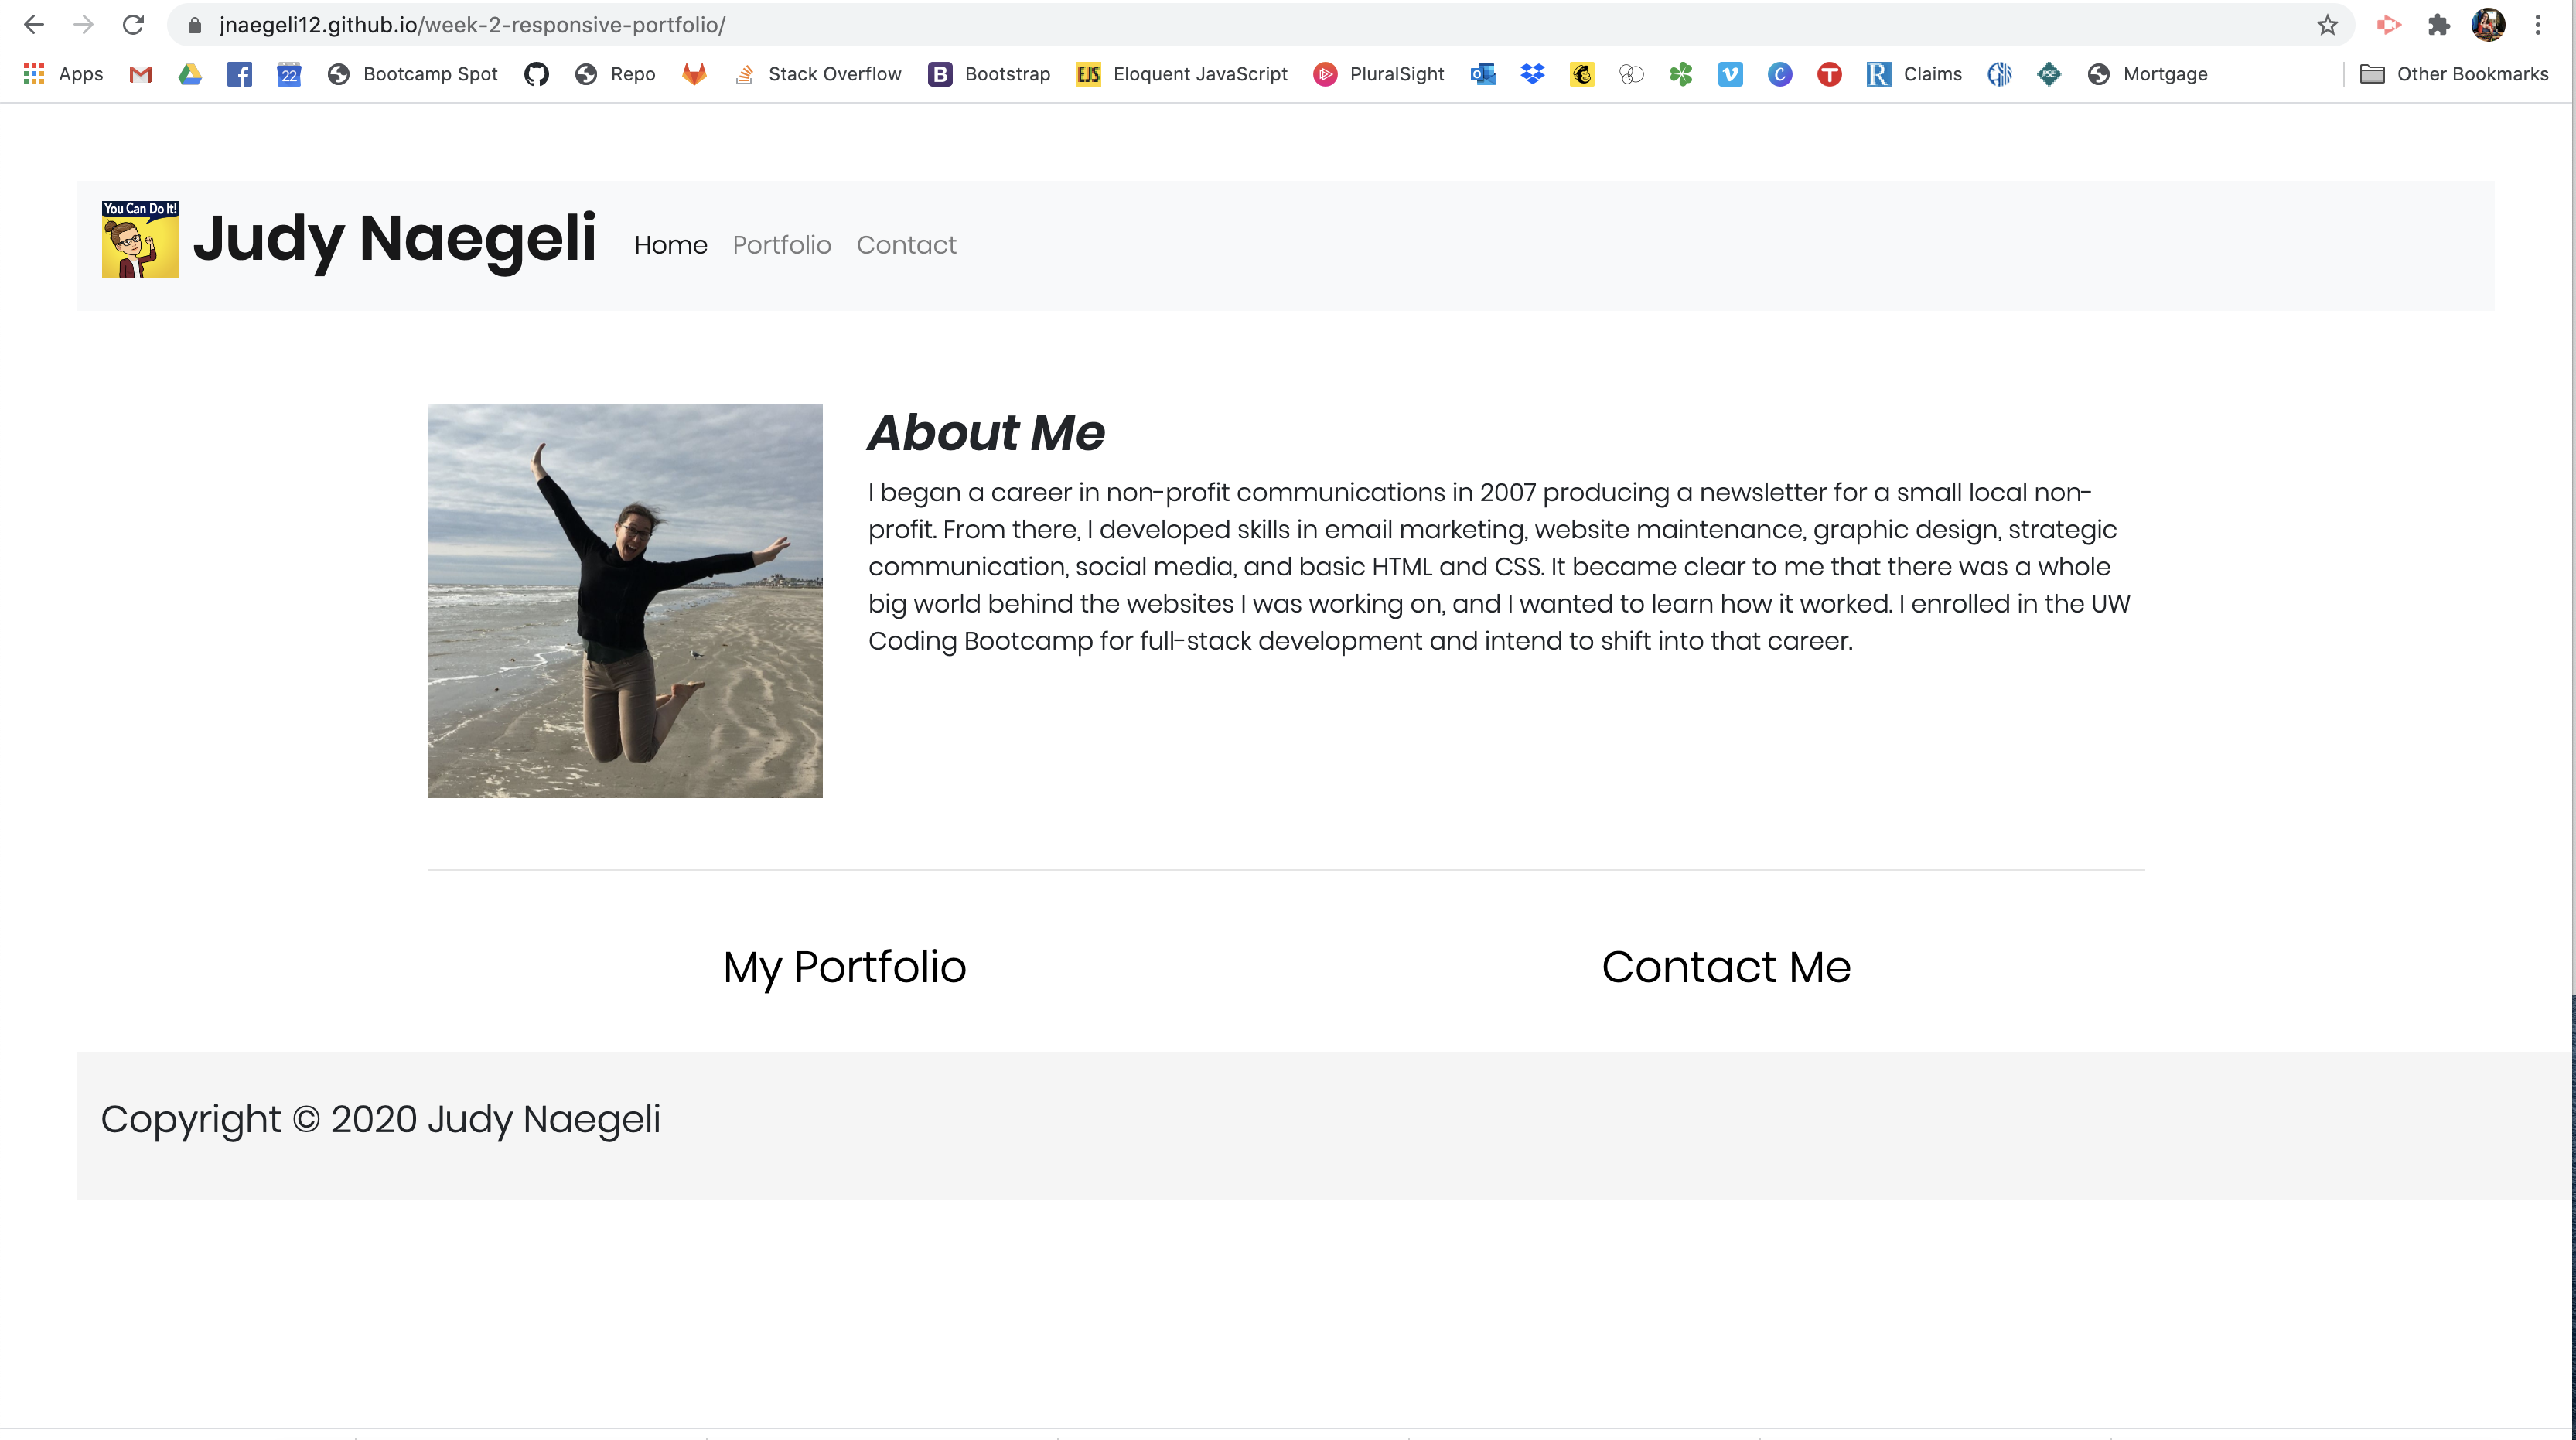 jnaegeli12.github.io/week-2-responsive-portfolio/
Apps 22 Bootcamp Spot Repo Stack Overflow B Bootstrap EJS Eloquent JavaScript PluralSight O V C T R Claims PSE Mortgage Other Bookmarks
You Can Do It!
Judy Naegeli Home Portfolio Contact
About Me
I began a career in non-profit communications in 2007 producing a newsletter for a small local non-
profit. From there, I developed skills in email marketing, website maintenance, graphic design, strategic
communication, social media, and basic HTML and CSS. It became clear to me that there was a whole
big world behind the websites I was working on, and I wanted to learn how it worked. I enrolled in the UW
Coding Bootcamp for full-stack development and intend to shift into that career.
My Portfolio Contact Me
Copyright © 2020 Judy Naegeli